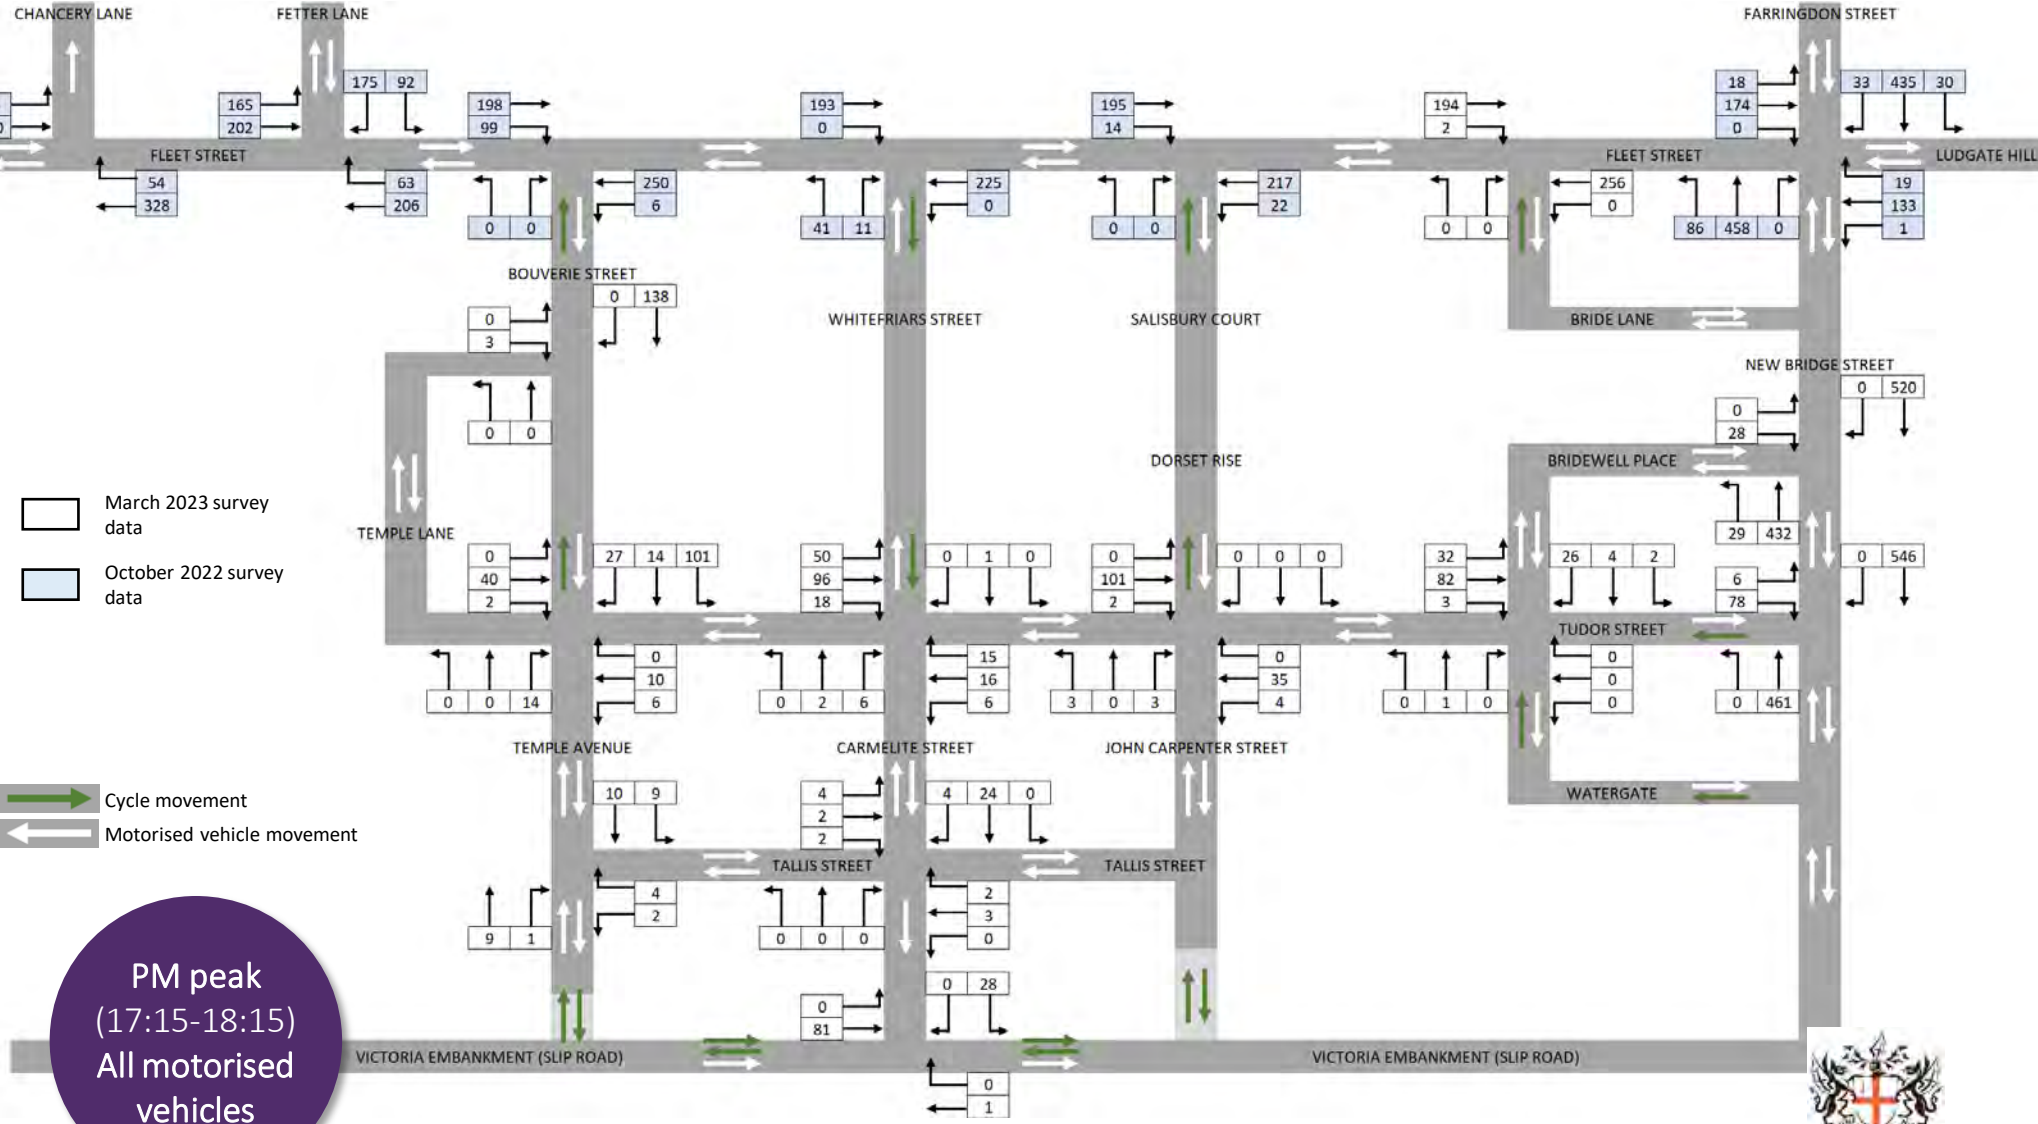 CHANCERY LANE
FETTER LANE
FARRINGDON STREET
175 92
18
174
0
33 435 30
165
202
198
99
193
0
195
14
194
2
0
FLEET STREET
FLEET STREET
LUDGATE HILL
54
328
63
206
0 0
250
6
41 11
225
0
0 0
217
22
0 0
256
0
86 458 0
19
133
1
BOUVERIE STREET
0 138
0
3
WHITEFRIARS STREET
SALISBURY COURT
BRIDE LANE
NEW BRIDGE STREET
0 520
0
28
0 0
DORSET RISE
BRIDEWELL PLACE
March 2023 survey
data
October 2022 survey
data
TEMPLE LANE
29 432
0
40
2
27 14 101
50
96
18
0 1 0
0
101
2
0 0 0
32
82
3
26 4 2
6
78
0 546
TUDOR STREET
0 0 14
0
10
6
0 2 6
15
16
6
3 0 3
0
35
4
0 1 0
0
0
0
0 461
TEMPLE AVENUE
CARMELITE STREET
JOHN CARPENTER STREET
10 9
4
2
2
4 24 0
WATERGATE
Cycle movement
Motorised vehicle movement
TALLIS STREET
TALLIS STREET
9 1
4
2
0 0 0
2
3
0
0
81
0 28
PM peak
(17:15-18:15)
All motorised
vehicles
VICTORIA EMBANKMENT (SLIP ROAD)
VICTORIA EMBANKMENT (SLIP ROAD)
0
1